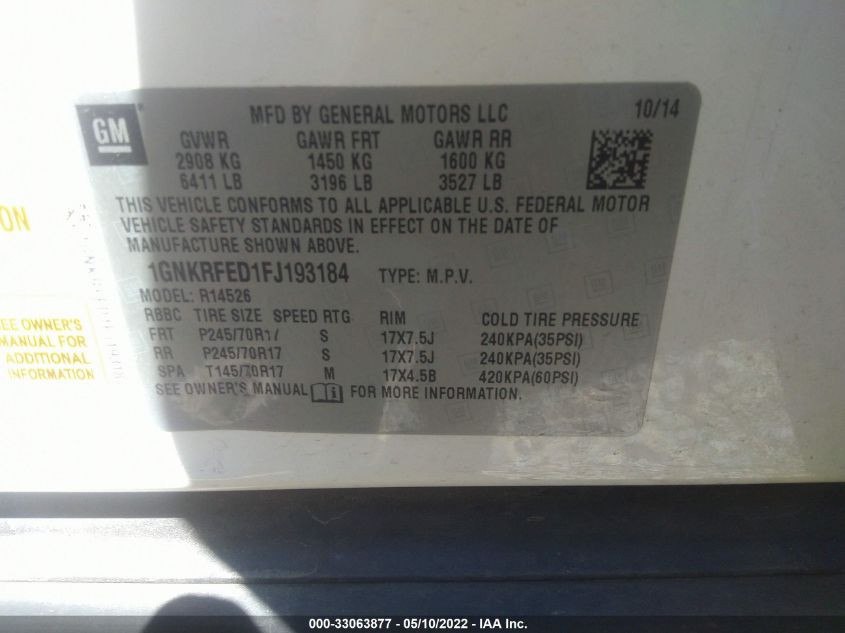 GM
MFD BY GENERAL MOTORS LLC 10/14
GVWR GAWR FRT GAWR RR
2908 KG 1450 KG 1600 KG
6411 LB 3196 LB 3527 LB
THIS VEHICLE CONFORMS TO ALL APPLICABLE U.S. FEDERAL MOTOR
VEHICLE SAFETY STANDARDS IN EFFECT ON THE DATE OF
MANUFACTURE SHOWN ABOVE.
1GNKRFED1FJ193184 TYPE: M.P.V.
MODEL: R14526
RBBC TIRE SIZE SPEED RTG RIM COLD TIRE PRESSURE
FRT P245/70R17 S 17X7.5J 240KPA(35PSI)
RR P245/70R17 S 17X7.5J 240KPA(35PSI)
SPA T145/70R17 M 17X4.5B 420KPA(60PSI)
SEE OWNER'S MANUAL FOR MORE INFORMATION.
ION
SEE OWNER'S
MANUAL FOR
ADDITIONAL
INFORMATION
000-33063877 - 05/10/2022 - IAA Inc.